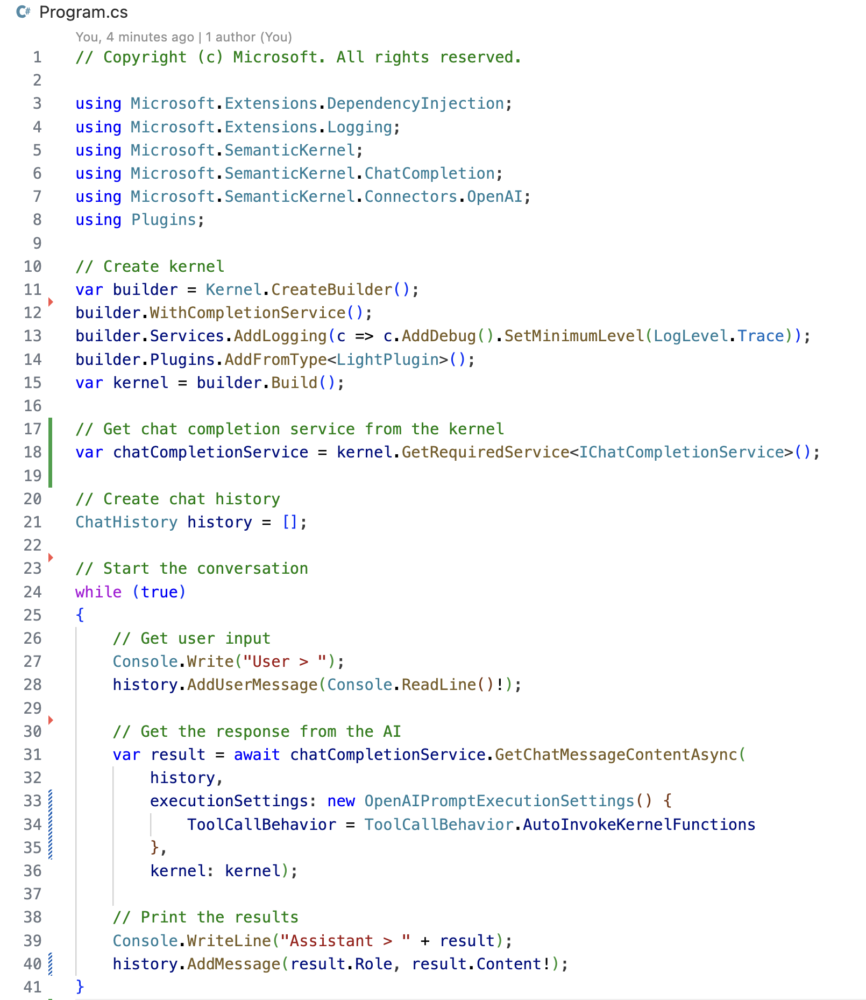 C# Program.cs
You, 4 minutes ago | 1 author (You)
1 // Copyright (c) Microsoft. All rights reserved.
2
3 using Microsoft.Extensions.DependencyInjection;
4 using Microsoft.Extensions.Logging;
5 using Microsoft.SemanticKernel;
6 using Microsoft.SemanticKernel.ChatCompletion;
7 using Microsoft.SemanticKernel.Connectors.OpenAI;
8 using Plugins;
9
10 // Create kernel
11 var builder = Kernel.CreateBuilder();
12 builder.WithCompletionService();
13 builder.Services.AddLogging(c => c.AddDebug().SetMinimumLevel(LogLevel.Trace));
14 builder.Plugins.AddFromType<LightPlugin>();
15 var kernel = builder.Build();
16
17 // Get chat completion service from the kernel
18 var chatCompletionService = kernel.GetRequiredService<IChatCompletionService>();
19
20 // Create chat history
21 ChatHistory history = [];
22
23 // Start the conversation
24 while (true)
25 {
26     // Get user input
27     Console.Write("User > ");
28     history.AddUserMessage(Console.ReadLine()!);
29
30     // Get the response from the AI
31     var result = await chatCompletionService.GetChatMessageContentAsync(
32         history,
33         executionSettings: new OpenAIPromptExecutionSettings() {
34             ToolCallBehavior = ToolCallBehavior.AutoInvokeKernelFunctions
35         },
36         kernel: kernel);
37
38     // Print the results
39     Console.WriteLine("Assistant > " + result);
40     history.AddMessage(result.Role, result.Content!);
41 }